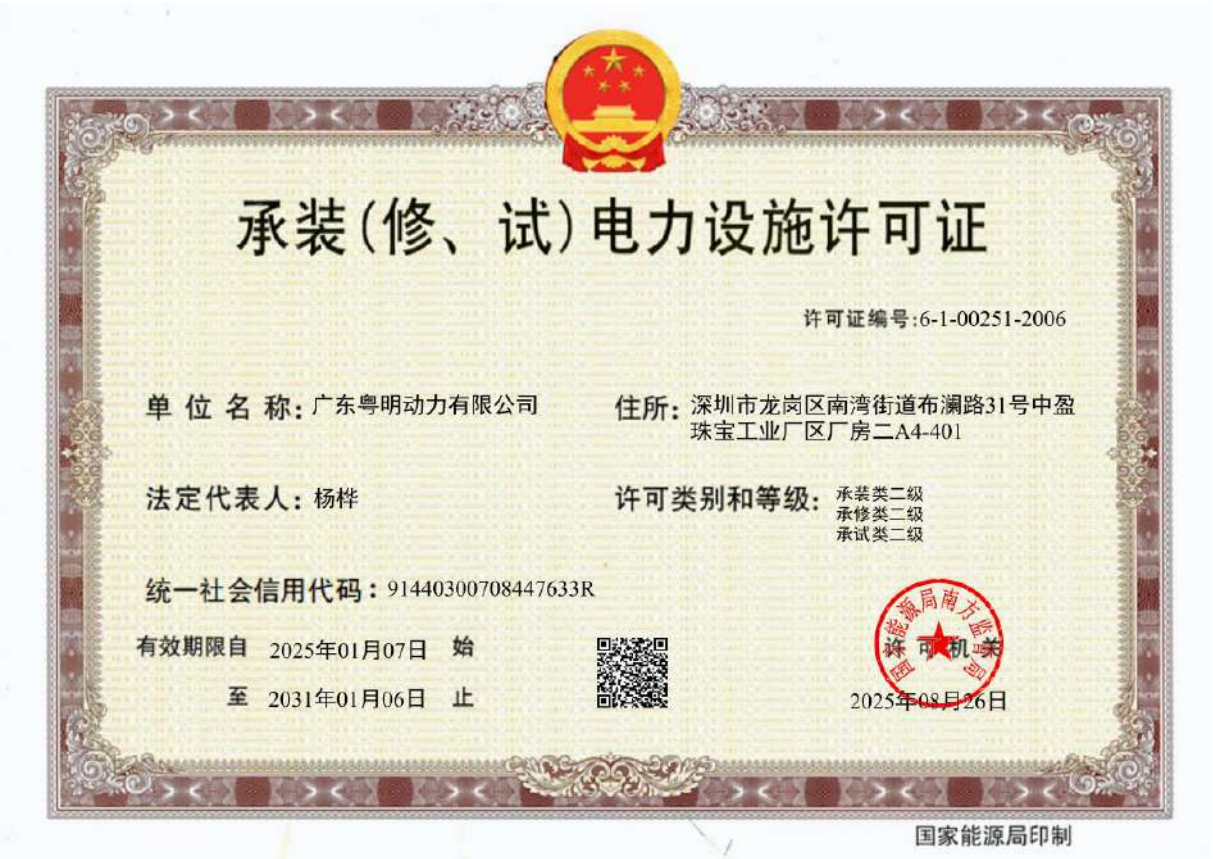 承装(修、试)电力设施许可证
许可证编号:6-1-00251-2006
单位名称:广东粤明动力有限公司
住所:深圳市龙岗区南湾街道布澜路31号中盈
珠宝工业厂区厂房二A4-401
法定代表人:杨桦
许可类别和等级:承装类二级
承修类二级
承试类二级
统一社会信用代码:91440300708447633R
有效期限自 2025年01月07日 始
至 2031年01月06日 止
国家能源局南方监管局
许可机关
2025年08月26日
国家能源局印制